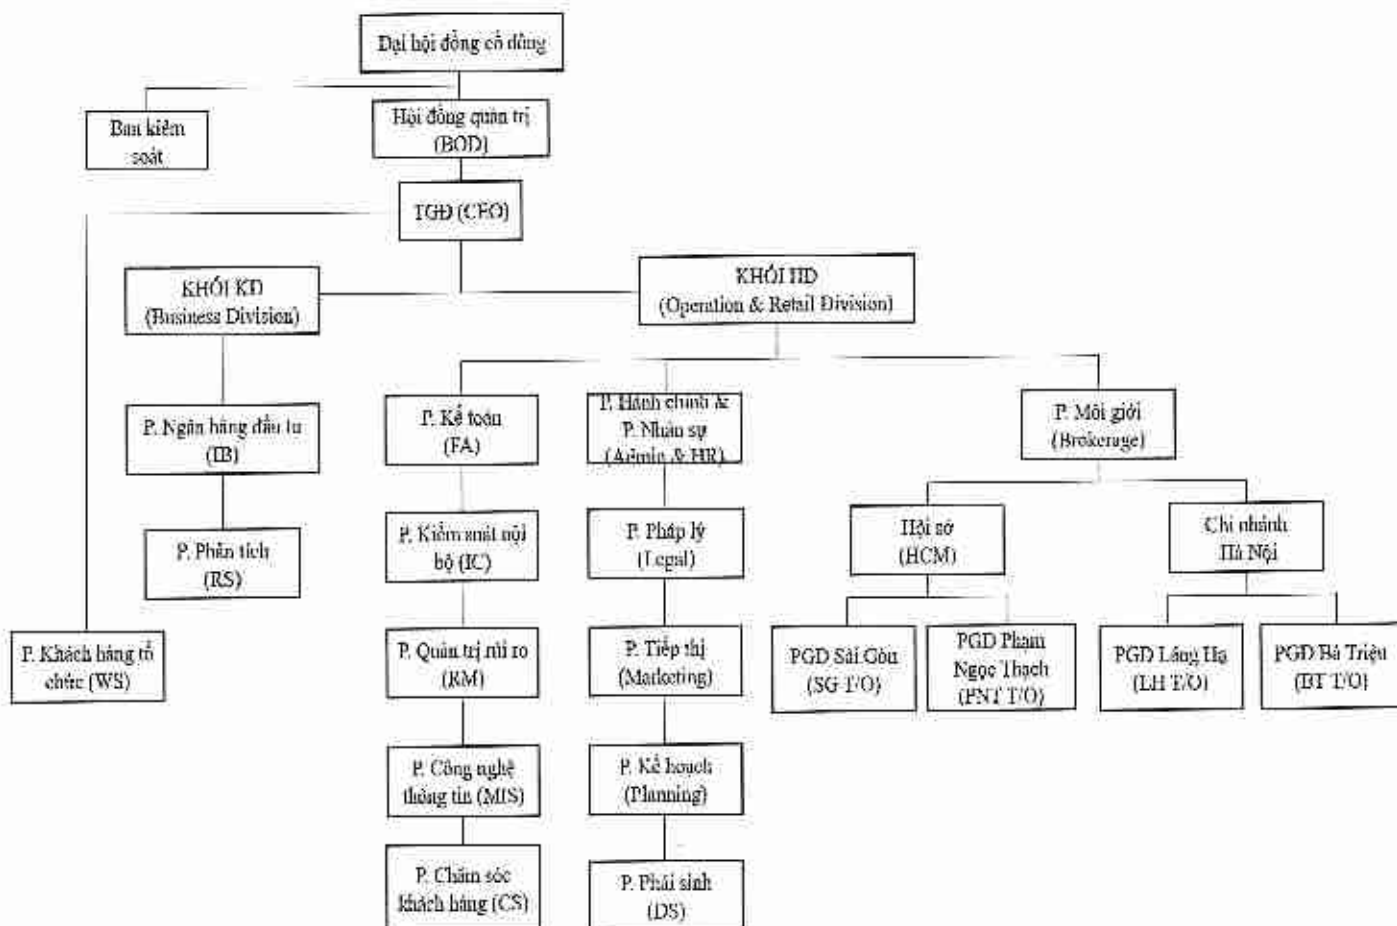 Đại hội đồng cổ đông
Ban kiểm
soát
Hội đồng quản trị
(BOD)
TGĐ (CEO)
KHỐI KD
(Business Division)
KHỐI HD
(Operation & Retail Division)
P. Ngân hàng đầu tư
(IB)
P. Phân tích
(RS)
P. Khách hàng tổ
chức (WS)
P. Kế toán
(FA)
P. Kiểm soát nội
bộ (IC)
P. Quản trị rủi ro
(RM)
P. Công nghệ
thông tin (MIS)
P. Chăm sóc
khách hàng (CS)
P. Hành chính &
P. Nhân sự
(Admin & HR)
P. Pháp lý
(Legal)
P. Tiếp thị
(Marketing)
P. Kế hoạch
(Planning)
P. Phái sinh
(DS)
P. Môi giới
(Brokerage)
Hội sở
(HCM)
Chi nhánh
Hà Nội
PGD Sài Gòn
(SG T/O)
PGD Phạm
Ngọc Thạch
(PNT T/O)
PGD Láng Hạ
(LH T/O)
PGD Bà Triệu
(BT T/O)